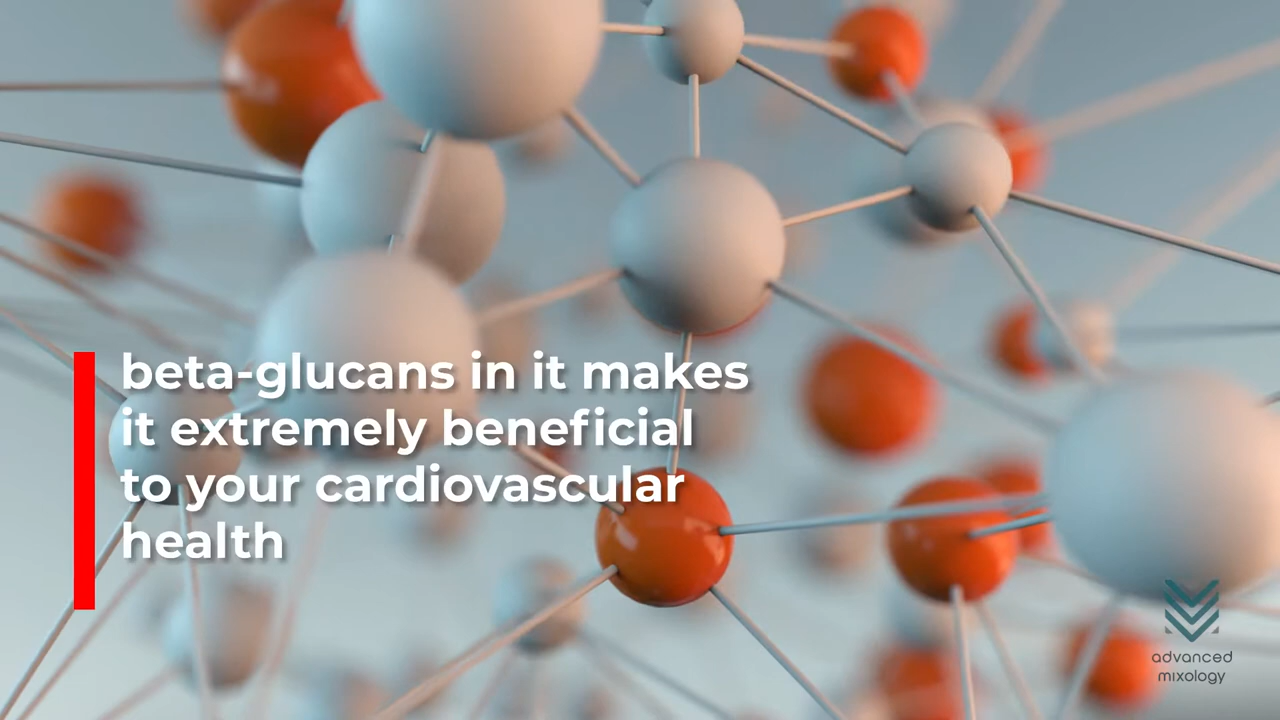 beta-glucans in it makes
it extremely beneficial
to your cardiovascular
health
advanced
mixology